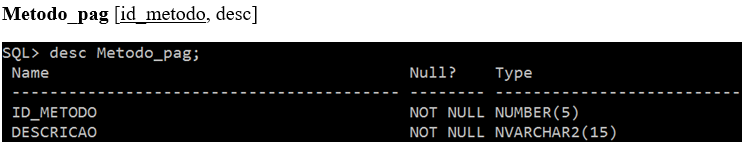 Metodo_pag [id_metodo, desc]
SQL> desc Metodo_pag;
Name Null? Type
----------------------------------------- -------- ----------------------------
ID_METODO NOT NULL NUMBER(5)
DESCRICAO NOT NULL NVARCHAR2(15)